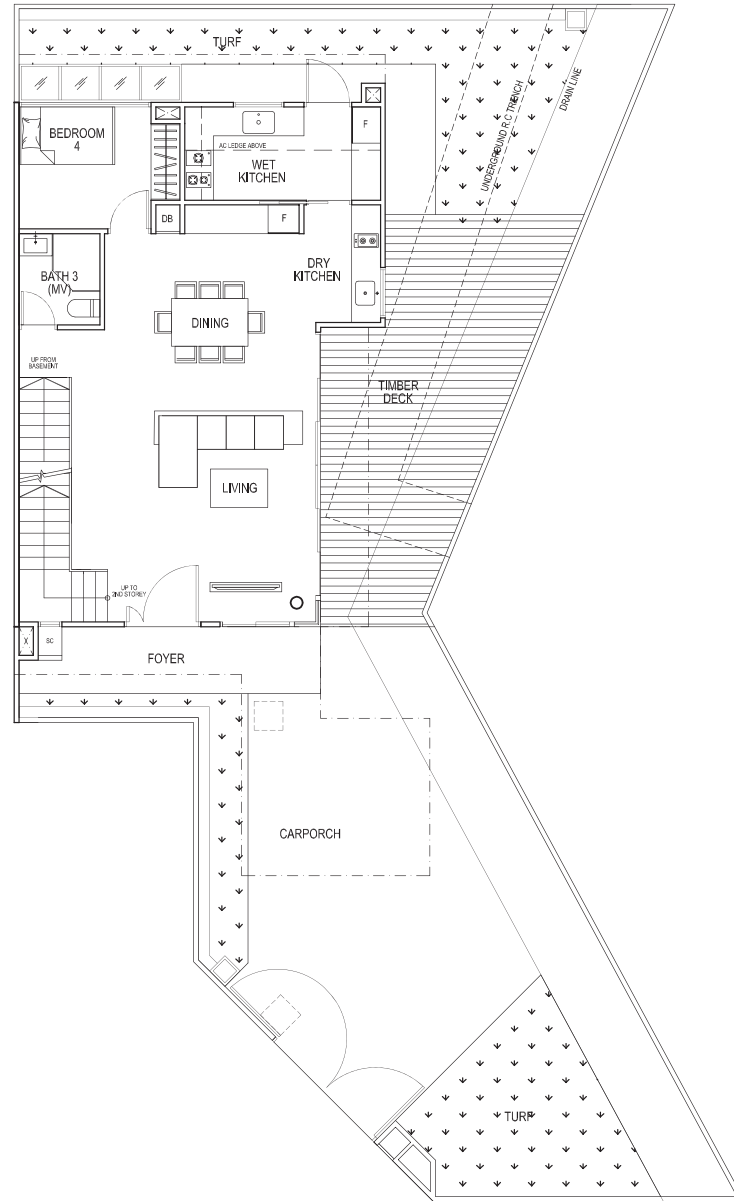 TURF
UNDERGROUND R.C TRENCH
DRAIN LINE
BEDROOM
4
AC LEDGE ABOVE
WET
KITCHEN
F
DB
F
DRY
KITCHEN
BATH 3
(MV)
DINING
UP FROM
BASEMENT
TIMBER
DECK
LIVING
UP TO
2ND STOREY
X
SC
FOYER
CARPORCH
TURF